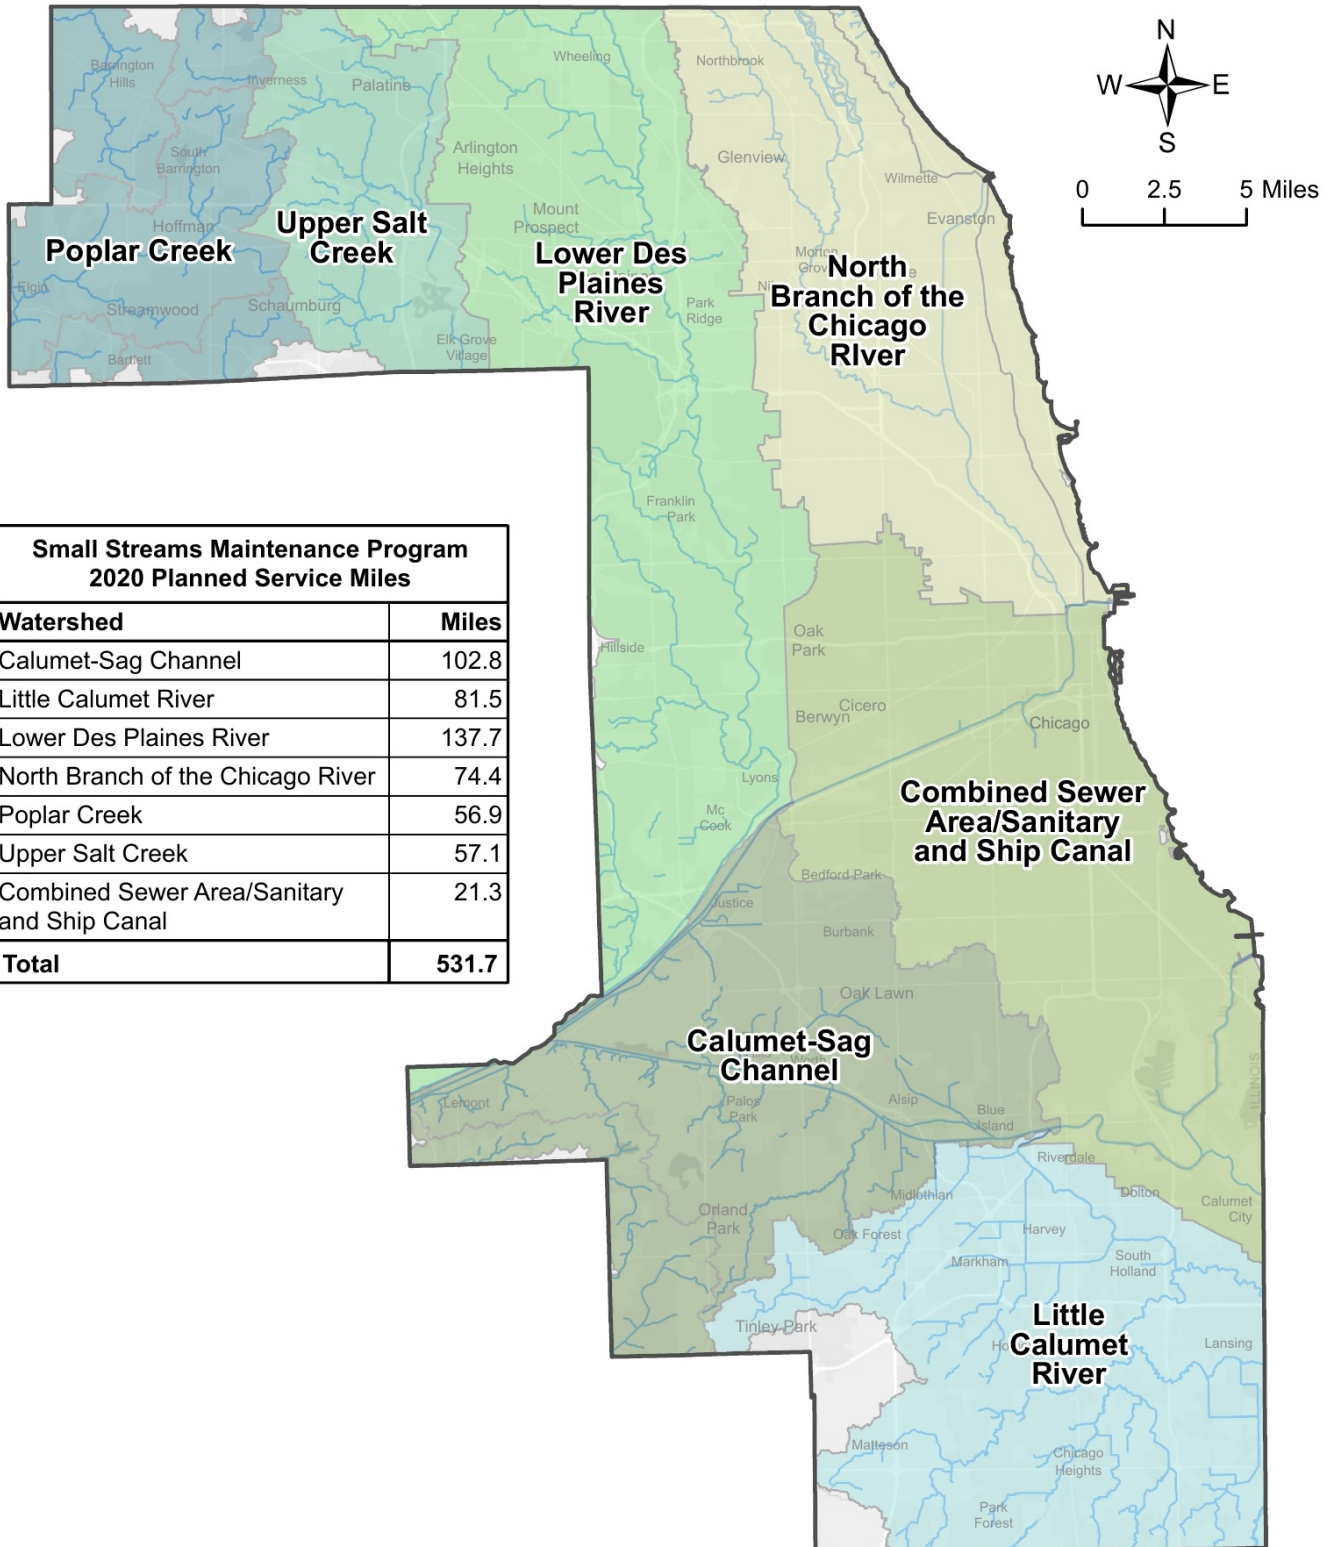 N
W
E
S
0 2.5 5 Miles
Barrington
Hills
Inverness
Palatine
Wheeling
Northbrook
South
Barrington
Arlington
Heights
Glenview
Wilmette
Hoffman
Mount
Prospect
Evanston
Poplar Creek
Upper Salt
Creek
Lower Des
Plaines
River
Morton
Grove
North
Branch of the
Chicago
RIver
Elgin
Streamwood
Schaumburg
Park
Ridge
Bartlett
Elk Grove
Village
Franklin
Park
Small Streams Maintenance Program
2020 Planned Service Miles
Watershed Miles
Calumet-Sag Channel 102.8
Little Calumet River 81.5
Lower Des Plaines River 137.7
North Branch of the Chicago River 74.4
Poplar Creek 56.9
Upper Salt Creek 57.1
Combined Sewer Area/Sanitary
and Ship Canal 21.3
Total 531.7
Hillside
Oak
Park
Cicero
Berwyn
Chicago
Lyons
Mc
Cook
Combined Sewer
Area/Sanitary
and Ship Canal
Bedford Park
Justice
Burbank
Oak Lawn
Calumet-Sag
Channel
Worth
Lemont
Palos
Park
Alsip
Blue
Island
ILLINOIS
Riverdale
Midlothian
Dolton
Calumet
City
Orland
Park
Oak Forest
Harvey
Markham
South
Holland
Tinley Park
Little
Calumet
River
Lansing
Matteson
Chicago
Heights
Park
Forest